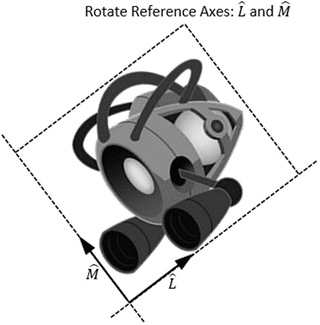 Rotate Reference Axes: L̂ and M̂
M̂
L̂